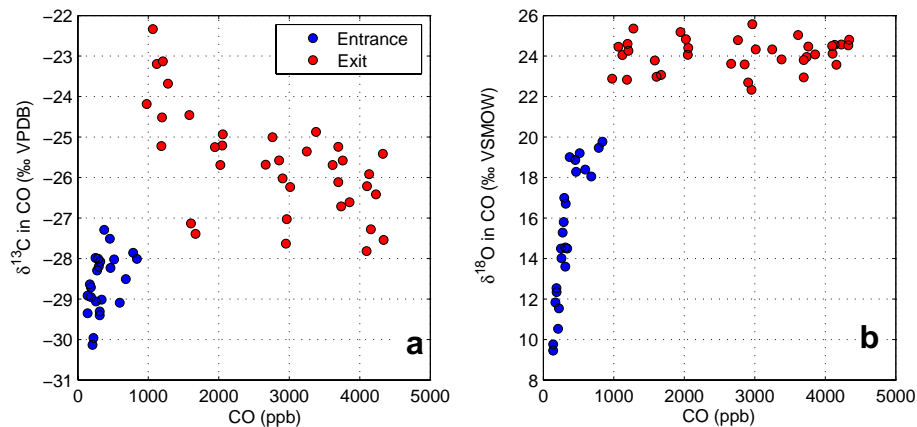 −22
−23
−24
−25
−26
−27
−28
−29
−30
−31
0 1000 2000 3000 4000 5000
CO (ppb)
δ13C in CO (‰ VPDB)
Entrance
Exit
a
26
24
22
20
18
16
14
12
10
8
0 1000 2000 3000 4000 5000
CO (ppb)
δ18O in CO (‰ VSMOW)
b